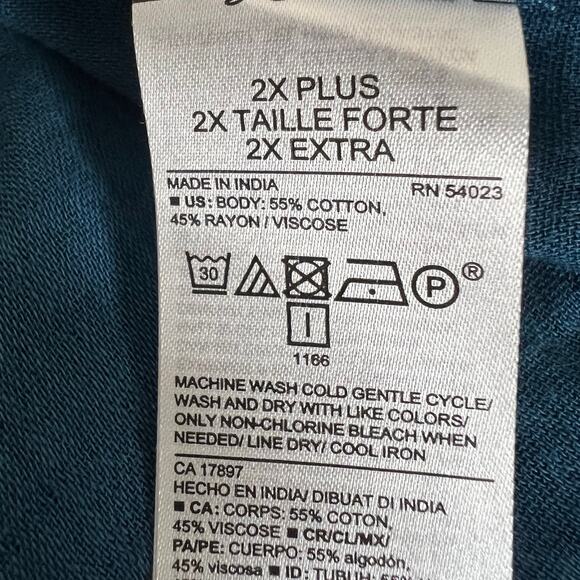 2X PLUS
2X TAILLE FORTE
2X EXTRA
MADE IN INDIA RN 54023
■ US: BODY: 55% COTTON,
45% RAYON / VISCOSE
30
P ®
1166
MACHINE WASH COLD GENTLE CYCLE/
WASH AND DRY WITH LIKE COLORS/
ONLY NON-CHLORINE BLEACH WHEN
NEEDED/ LINE DRY/ COOL IRON
CA 17897
HECHO EN INDIA/ DIBUAT DI INDIA
■ CA: CORPS: 55% COTON,
45% VISCOSE ■ CR/CL/MX/
PA/PE: CUERPO: 55% algodón,
45% viscosa ■ ID: TUBUH: 55%